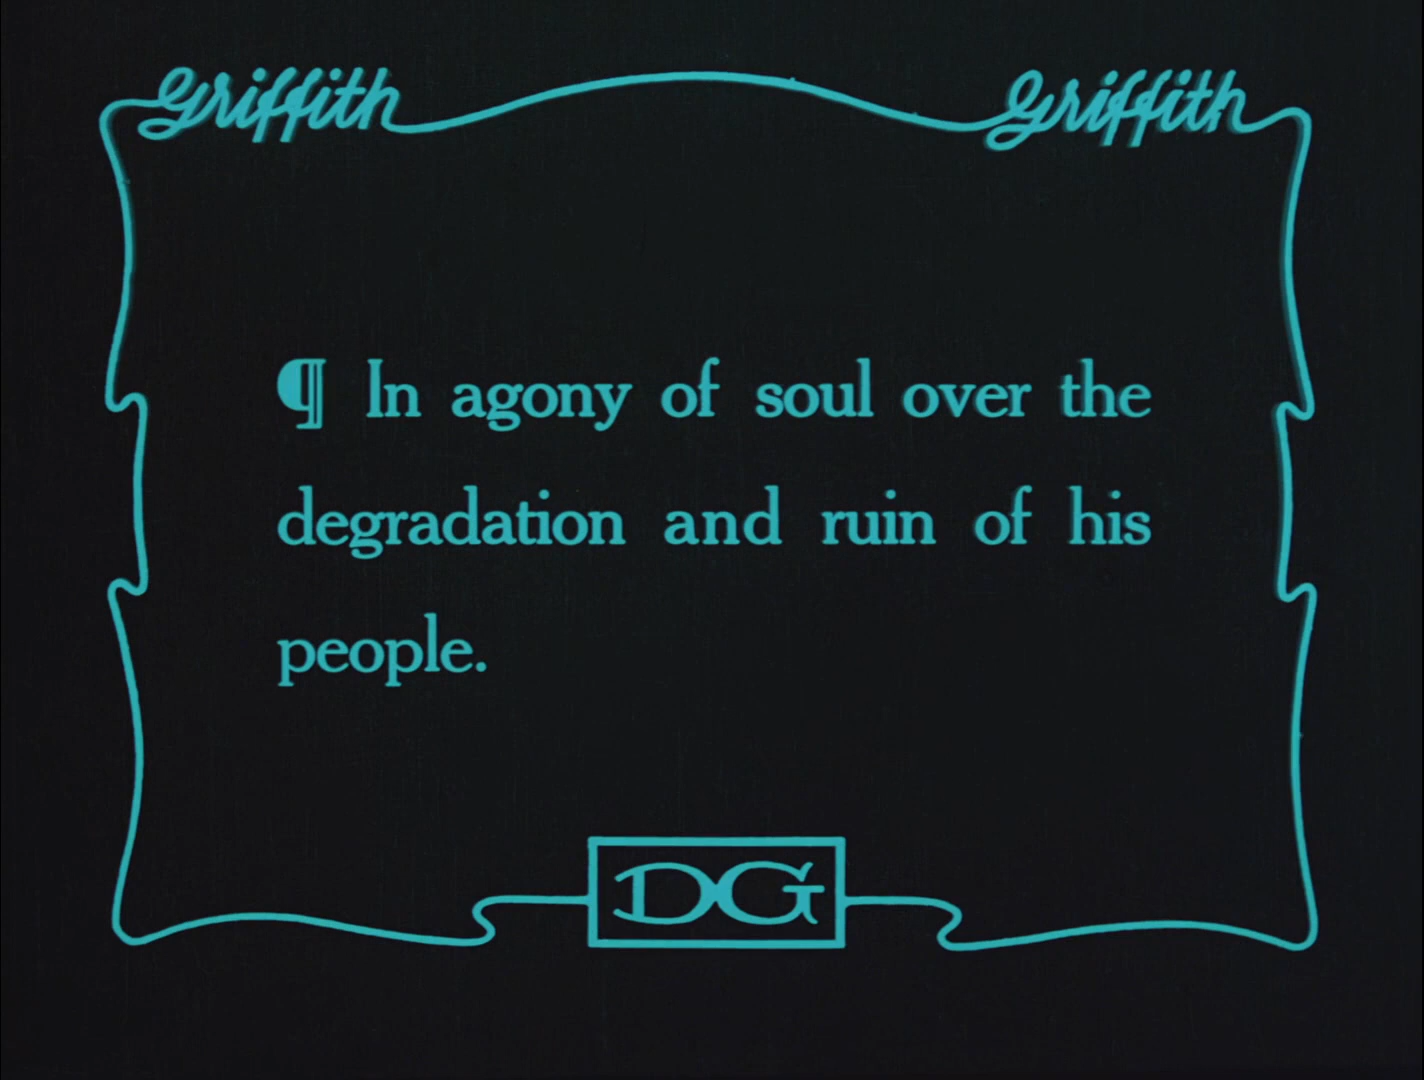 Griffith Griffith
¶ In agony of soul over the
degradation and ruin of his
people.
DG